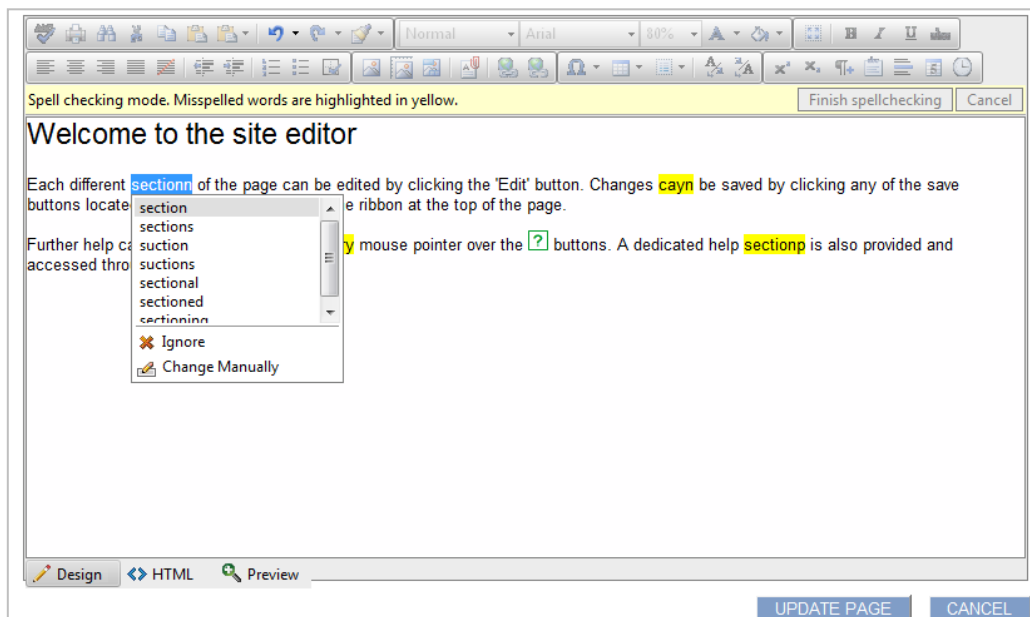 Normal Arial 80%
Spell checking mode. Misspelled words are highlighted in yellow. Finish spellchecking Cancel
Welcome to the site editor
Each different sectionn of the page can be edited by clicking the 'Edit' button. Changes cayn be saved by clicking any of the save
buttons e ribbon at the top of the page.
section
sections
suction
suctions
sectional
sectioned
sectioning
Further help mouse pointer over the ? buttons. A dedicated help sectionp is also provided and
accessed
Ignore
Change Manually
Design HTML Preview
UPDATE PAGE CANCEL